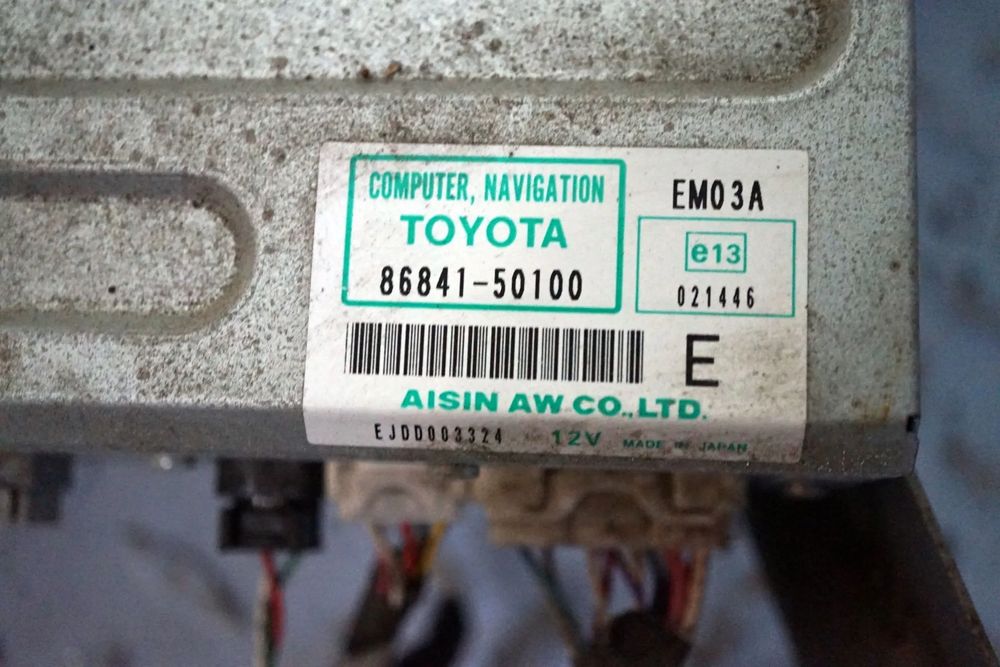 COMPUTER, NAVIGATION
TOYOTA
86841-50100
EM03A
e13
021446
E
AISIN AW CO., LTD.
EJDD003324 12V MADE IN JAPAN